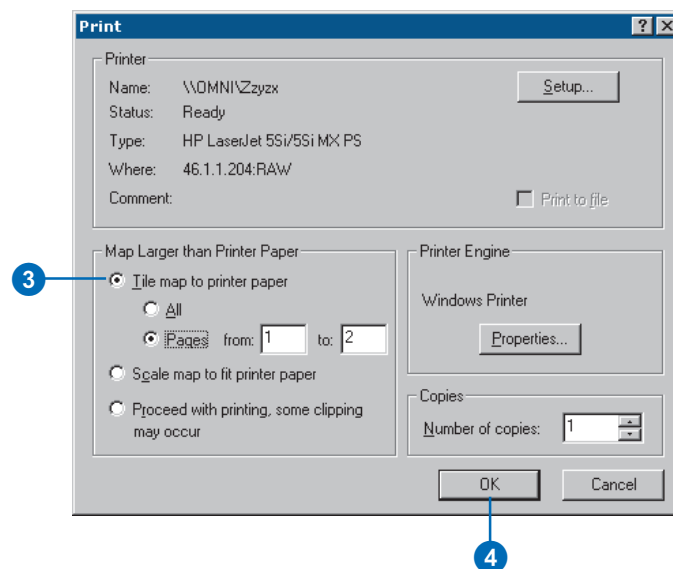 Print
Printer
Name: \\OMNI\Zzyzx
Setup...
Status: Ready
Type: HP LaserJet 5Si/5Si MX PS
Where: 46.1.1.204:RAW
Comment:
Print to file
Map Larger than Printer Paper
3
Tile map to printer paper
All
Pages from: 1 to: 2
Scale map to fit printer paper
Proceed with printing, some clipping
may occur
Printer Engine
Windows Printer
Properties...
Copies
Number of copies: 1
OK
Cancel
4